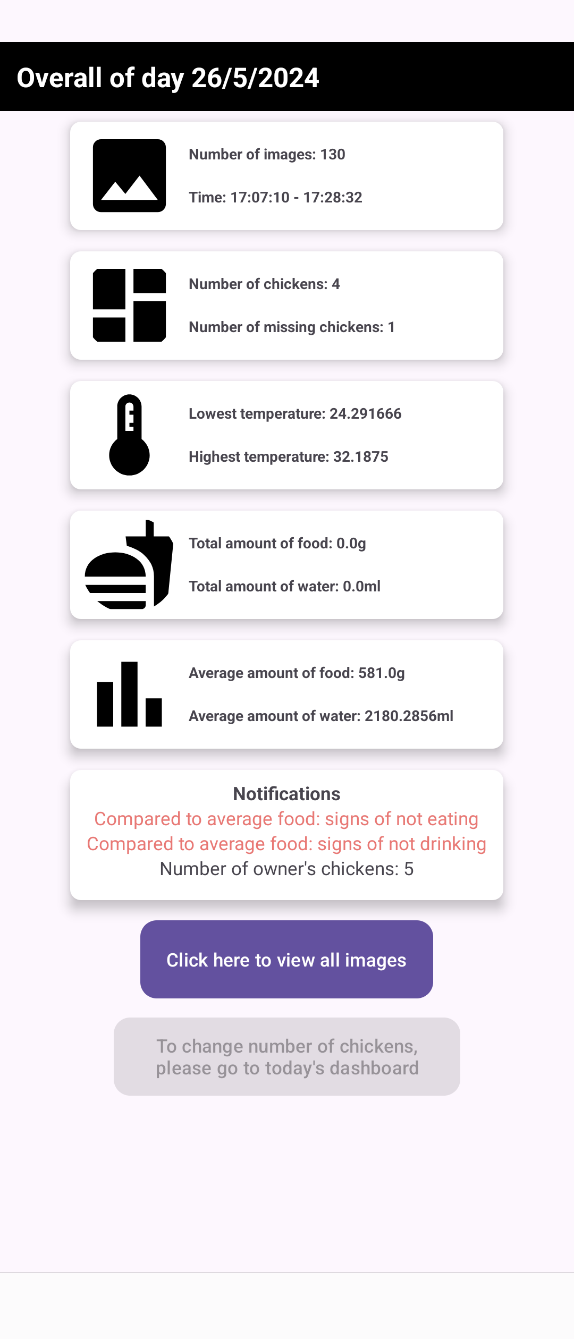 Overall of day 26/5/2024
Number of images: 130
Time: 17:07:10 - 17:28:32
Number of chickens: 4
Number of missing chickens: 1
Lowest temperature: 24.291666
Highest temperature: 32.1875
Total amount of food: 0.0g
Total amount of water: 0.0ml
Average amount of food: 581.0g
Average amount of water: 2180.2856ml
Notifications
Compared to average food: signs of not eating
Compared to average food: signs of not drinking
Number of owner's chickens: 5
Click here to view all images
To change number of chickens,
please go to today's dashboard